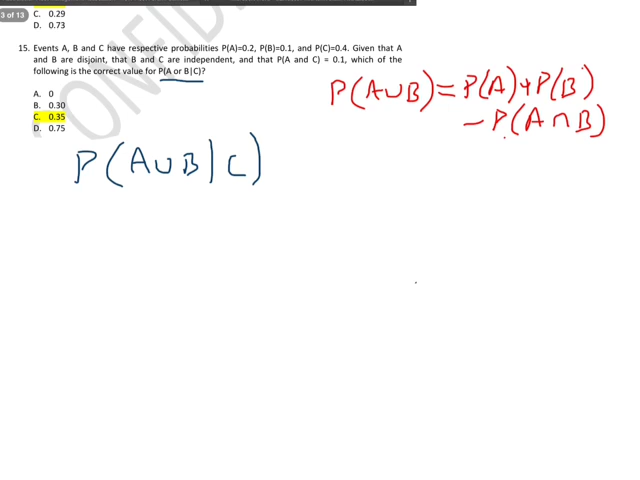 3 of 13
C. 0.29
D. 0.73
15. Events A, B and C have respective probabilities P(A)=0.2, P(B)=0.1, and P(C)=0.4. Given that A
and B are disjoint, that B and C are independent, and that P(A and C) = 0.1, which of the
following is the correct value for P(A or B|C)?
A. 0
B. 0.30
C. 0.35
D. 0.75
P(A∪B)=P(A)+P(B)
-P(A∩B)
P(A∪B|C)